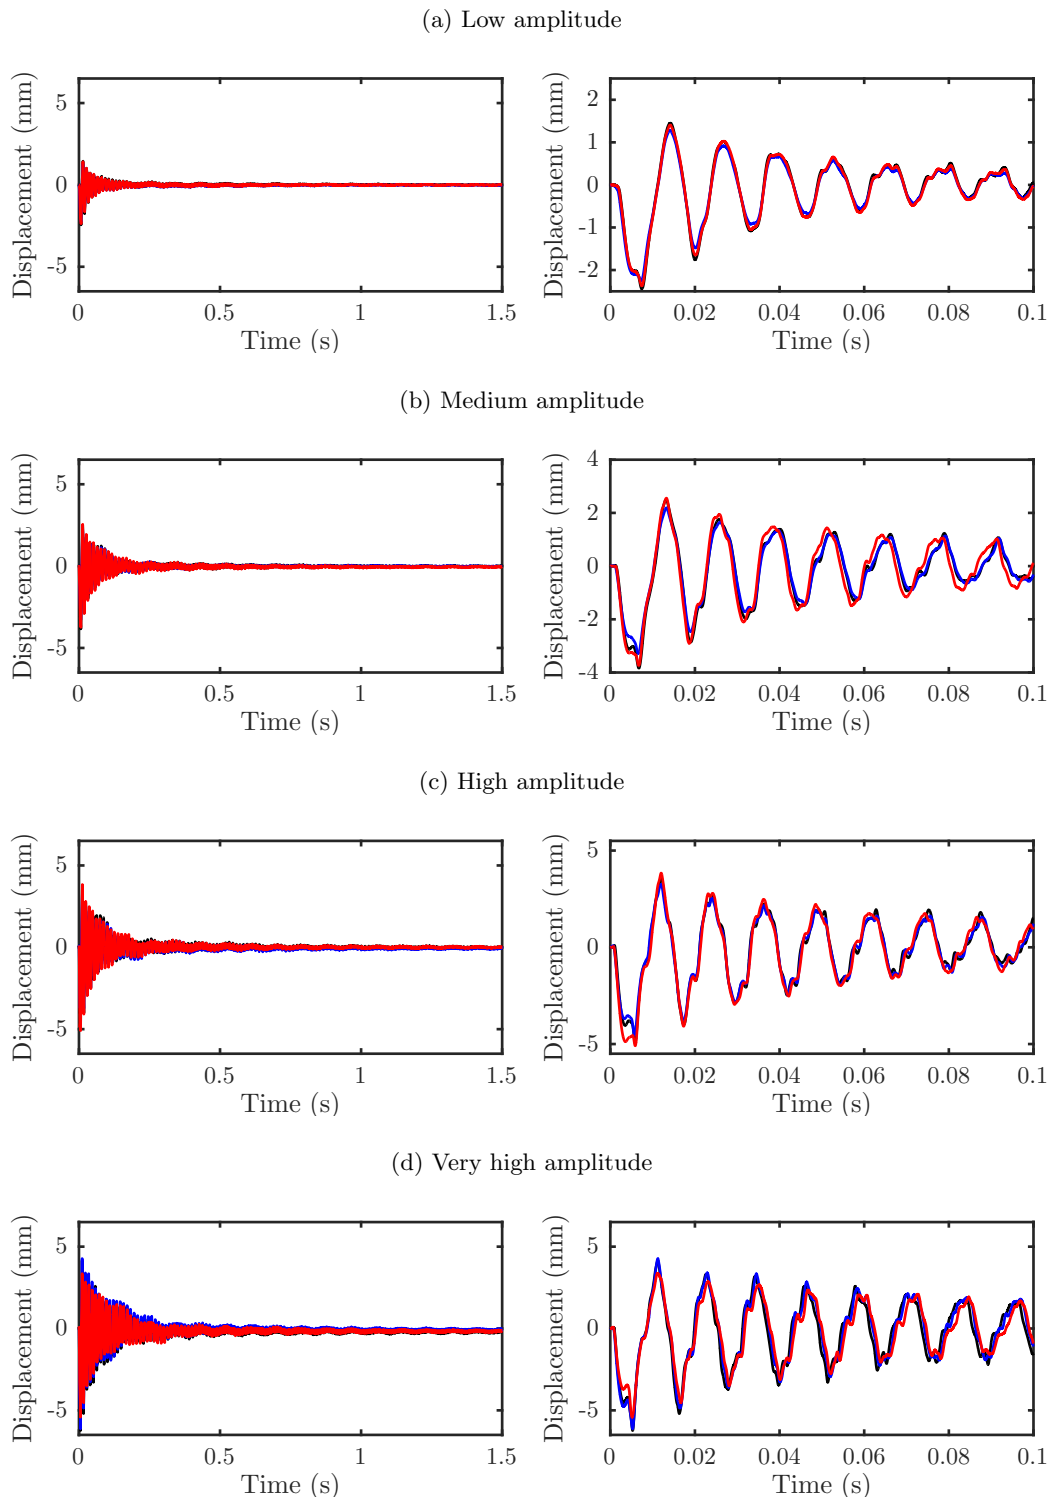 (a) Low amplitude
Displacement (mm)
5
0
-5
0 0.5 1 1.5
Time (s)
Displacement (mm)
2
1
0
-1
-2
0 0.02 0.04 0.06 0.08 0.1
Time (s)
(b) Medium amplitude
Displacement (mm)
5
0
-5
0 0.5 1 1.5
Time (s)
Displacement (mm)
4
2
0
-2
-4
0 0.02 0.04 0.06 0.08 0.1
Time (s)
(c) High amplitude
Displacement (mm)
5
0
-5
0 0.5 1 1.5
Time (s)
Displacement (mm)
5
0
-5
0 0.02 0.04 0.06 0.08 0.1
Time (s)
(d) Very high amplitude
Displacement (mm)
5
0
-5
0 0.5 1 1.5
Time (s)
Displacement (mm)
5
0
-5
0 0.02 0.04 0.06 0.08 0.1
Time (s)